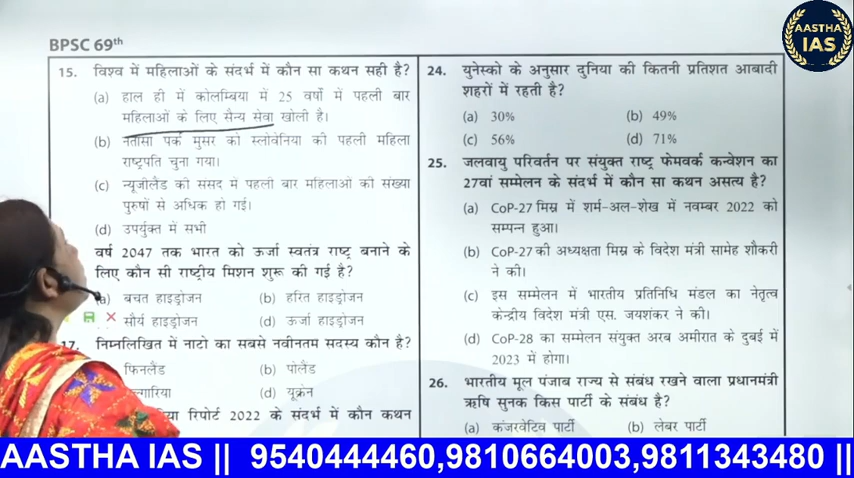 BPSC 69th
15. विश्व में महिलाओं के संदर्भ में कौन सा कथन सही है?
(a) हाल ही में कोलम्बिया में 25 वर्षों में पहली बार
महिलाओं के लिए सैन्य सेवा खोली है।
(b) नतासा पर्क मुसर को स्लोवेनिया की पहली महिला
राष्ट्रपति चुना गया।
(c) न्यूजीलैंड की संसद में पहली बार महिलाओं की संख्या
पुरुषों से अधिक हो गई।
(d) उपर्युक्त में सभी
वर्ष 2047 तक भारत को ऊर्जा स्वतंत्र राष्ट्र बनाने के
लिए कौन सी राष्ट्रीय मिशन शुरू की गई है?
(a) बचत हाइड्रोजन (b) हरित हाइड्रोजन
सौर्य हाइड्रोजन (d) ऊर्जा हाइड्रोजन
17. निम्नलिखित में नाटो का सबसे नवीनतम सदस्य कौन है?
फिनलैंड (b) पोलैंड
(d) यूक्रेन
रिपोर्ट 2022 के संदर्भ में कौन कथन
24. युनेस्को के अनुसार दुनिया की कितनी प्रतिशत आबादी
शहरों में रहती है?
(a) 30% (b) 49%
(c) 56% (d) 71%
25. जलवायु परिवर्तन पर संयुक्त राष्ट्र फेमवर्क कन्वेशन का
27वां सम्मेलन के संदर्भ में कौन सा कथन असत्य है?
(a) CoP-27 मिस्र में शर्म-अल-शेख में नवम्बर 2022 को
सम्पन्न हुआ।
(b) CoP-27 की अध्यक्षता मिस्र के विदेश मंत्री सामेह शौकरी
ने की।
(c) इस सम्मेलन में भारतीय प्रतिनिधि मंडल का नेतृत्व
केन्द्रीय विदेश मंत्री एस. जयशंकर ने की।
(d) CoP-28 का सम्मेलन संयुक्त अरब अमीरात के दुबई में
2023 में होगा।
26. भारतीय मूल पंजाब राज्य से संबंध रखने वाला प्रधानमंत्री
ऋषि सुनक किस पार्टी के संबंध है?
(a) कंजरवेटिव पार्टी (b) लेबर पार्टी
AASTHA
IAS
AASTHA IAS || 9540444460,9810664003,9811343480 ||